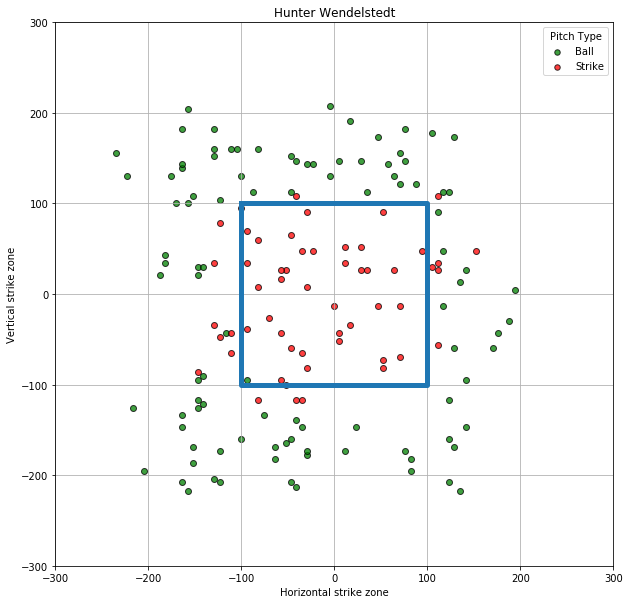 Hunter Wendelstedt
Pitch Type
Ball
Strike
300
200
100
0
−100
−200
−300
Vertical strike zone
−300
−200
−100
0
100
200
300
Horizontal strike zone